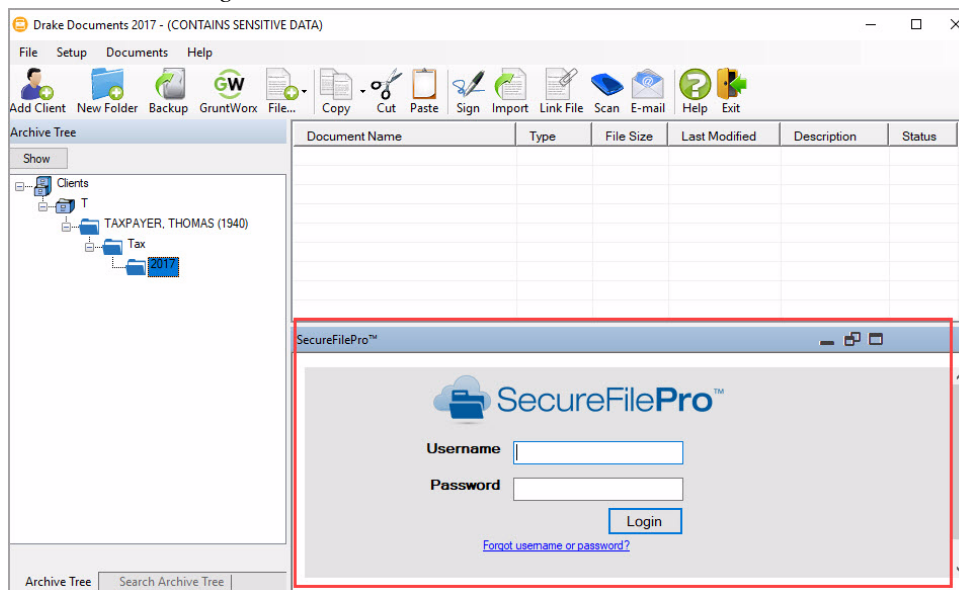 Drake Documents 2017 - (CONTAINS SENSITIVE DATA)
File Setup Documents Help
Add Client New Folder Backup GruntWorx File... Copy Cut Paste Sign Import Link File Scan E-mail Help Exit
Archive Tree
Document Name Type File Size Last Modified Description Status
Show
Clients
T
TAXPAYER, THOMAS (1940)
Tax
2017
SecureFilePro™
SecureFilePro™
Username
Password
Login
Forgot username or password?
Archive Tree Search Archive Tree